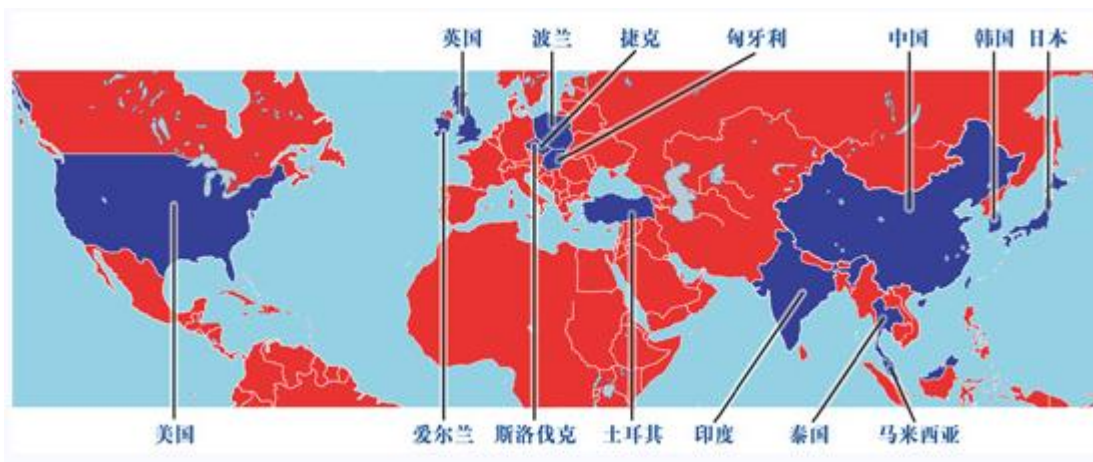 英国 波兰 捷克 匈牙利 中国 韩国 日本
美国 爱尔兰 斯洛伐克 土耳其 印度 泰国 马来西亚